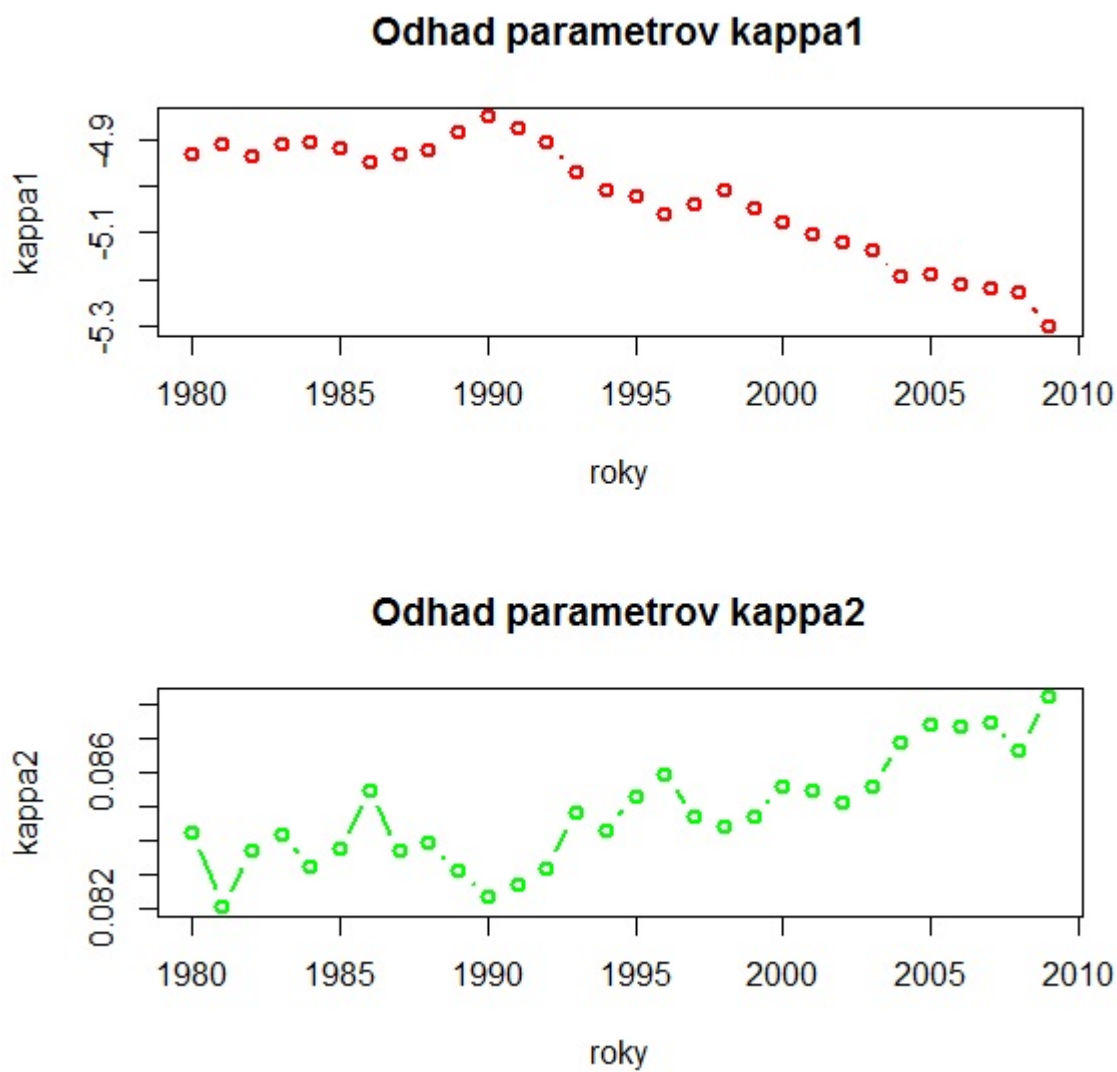 Odhad parametrov kappa1
kappa1
-4.9
-5.1
-5.3
1980 1985 1990 1995 2000 2005 2010
roky
Odhad parametrov kappa2
kappa2
0.086
0.082
1980 1985 1990 1995 2000 2005 2010
roky